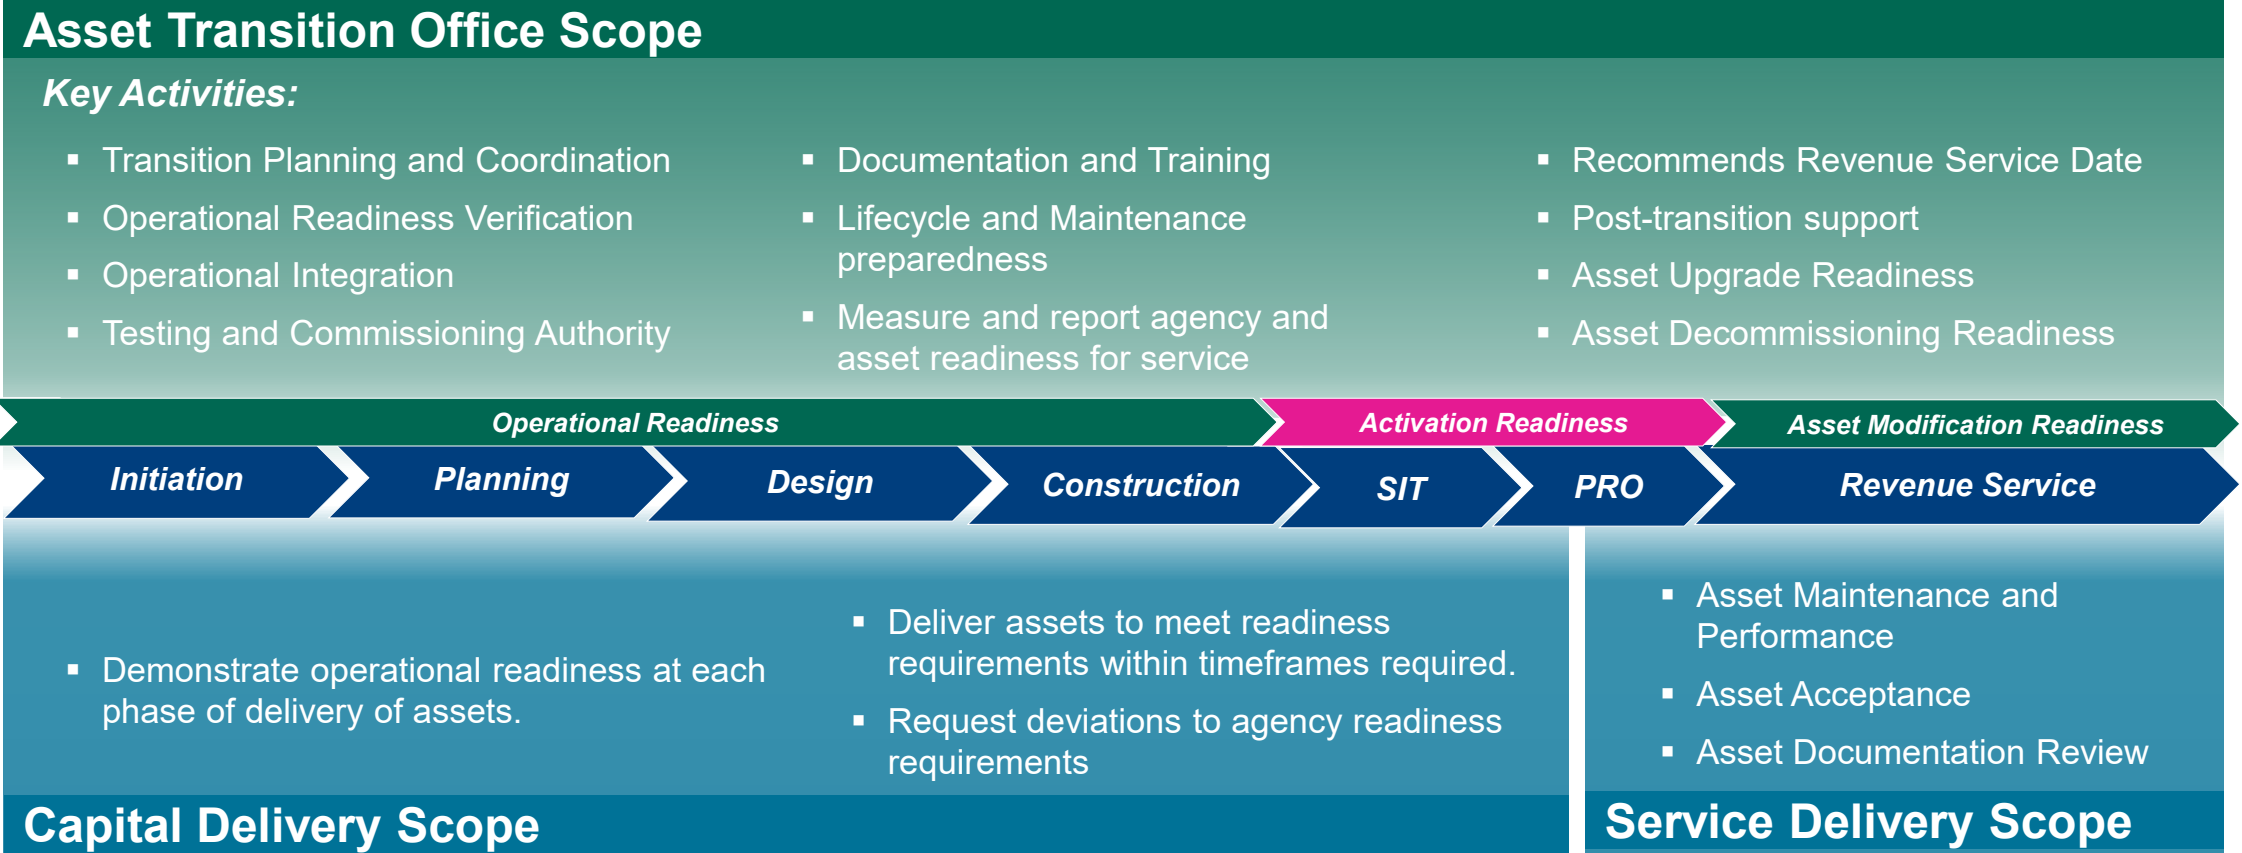 Asset Transition Office Scope
Key Activities:
▪ Transition Planning and Coordination
▪ Operational Readiness Verification
▪ Operational Integration
▪ Testing and Commissioning Authority
▪ Documentation and Training
▪ Lifecycle and Maintenance
preparedness
▪ Measure and report agency and
asset readiness for service
▪ Recommends Revenue Service Date
▪ Post-transition support
▪ Asset Upgrade Readiness
▪ Asset Decommissioning Readiness
Operational Readiness
Activation Readiness
Asset Modification Readiness
Initiation
Planning
Design
Construction
SIT
PRO
Revenue Service
▪ Demonstrate operational readiness at each
phase of delivery of assets.
▪ Deliver assets to meet readiness
requirements within timeframes required.
▪ Request deviations to agency readiness
requirements
Capital Delivery Scope
▪ Asset Maintenance and
Performance
▪ Asset Acceptance
▪ Asset Documentation Review
Service Delivery Scope